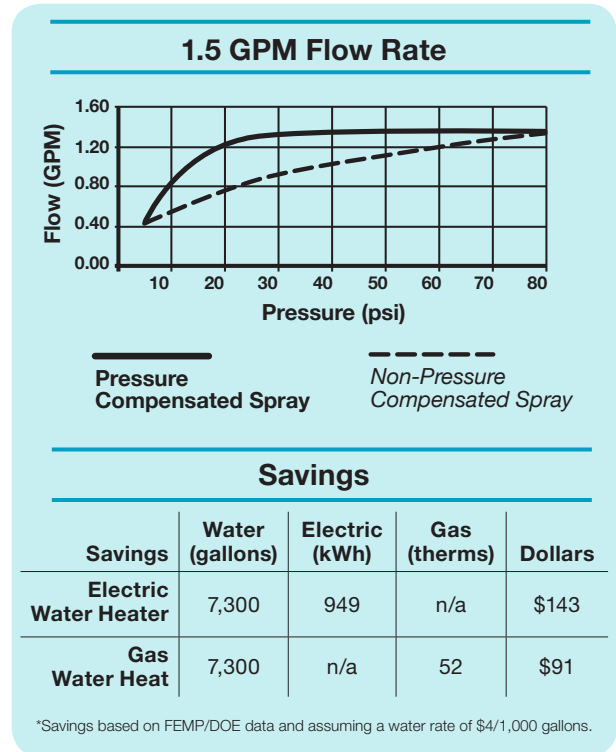 1.5 GPM Flow Rate
Flow (GPM)
1.60
1.20
0.80
0.40
0.00
10 20 30 40 50 60 70 80
Pressure (psi)
Pressure
Compensated Spray
Non-Pressure
Compensated Spray
Savings
Savings Water (gallons) Electric (kWh) Gas (therms) Dollars
Electric Water Heater 7,300 949 n/a $143
Gas Water Heat 7,300 n/a 52 $91
*Savings based on FEMP/DOE data and assuming a water rate of $4/1,000 gallons.